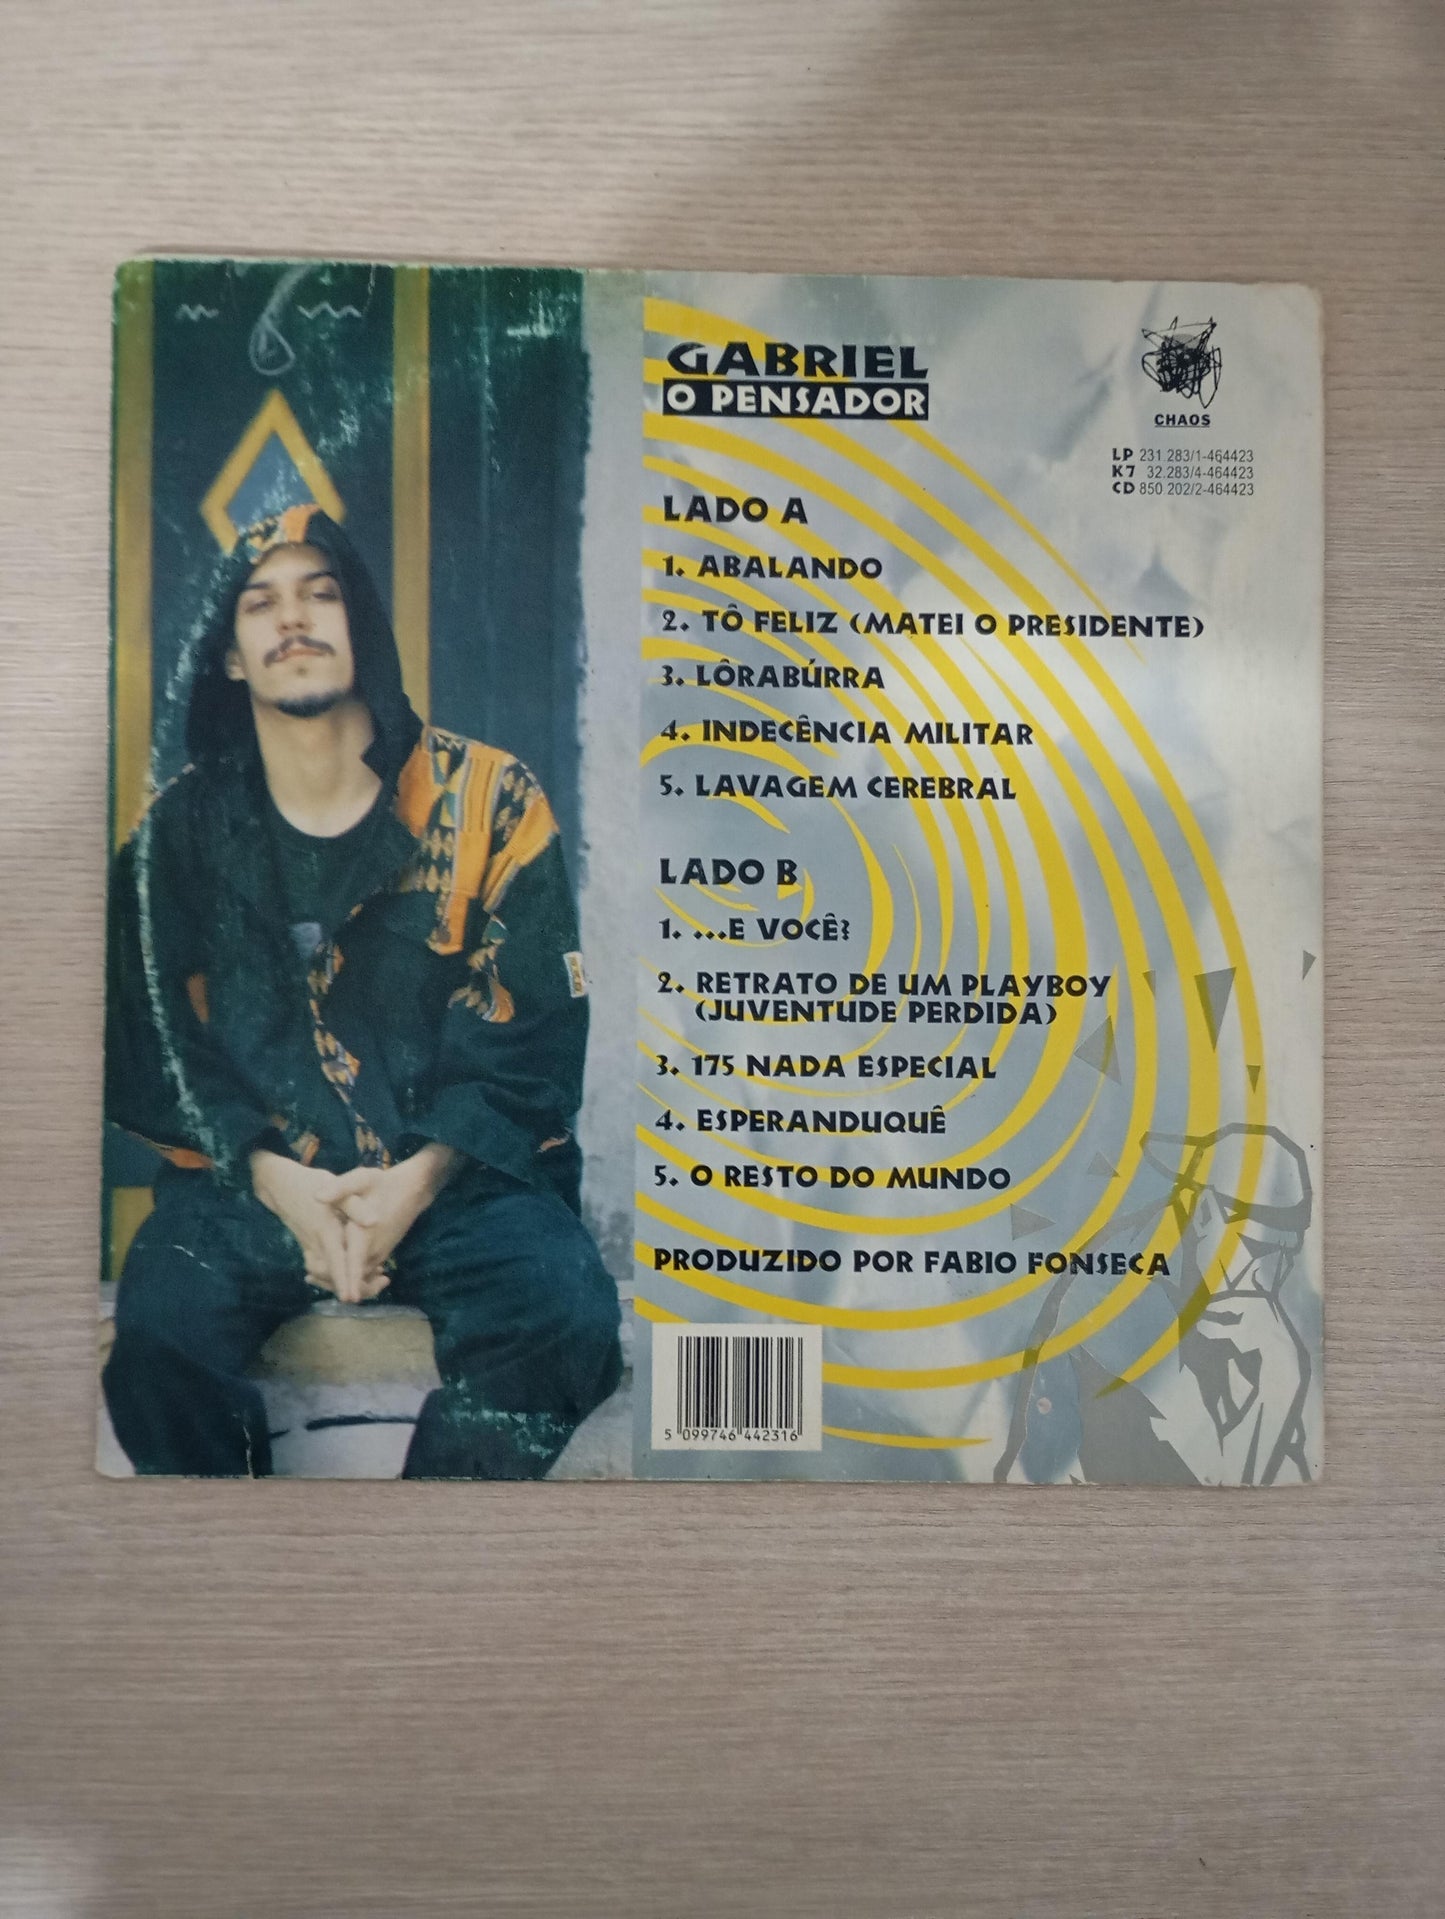 GABRIEL
O PENSADOR
CHAOS
LP 231.283/1-464423
K7 32.283/4-464423
CD 850.202/2-464423
LADO A
1. ABALANDO
2. TÔ FELIZ (MATEI O PRESIDENTE)
3. LÔRABÚRRA
4. INDECÊNCIA MILITAR
5. LAVAGEM CEREBRAL
LADO B
1. ...E VOCÊ?
2. RETRATO DE UM PLAYBOY
(JUVENTUDE PERDIDA)
3. 175 NADA ESPECIAL
4. ESPERANDUQUÊ
5. O RESTO DO MUNDO
PRODUZIDO POR FABIO FONSECA
5 099746 442316